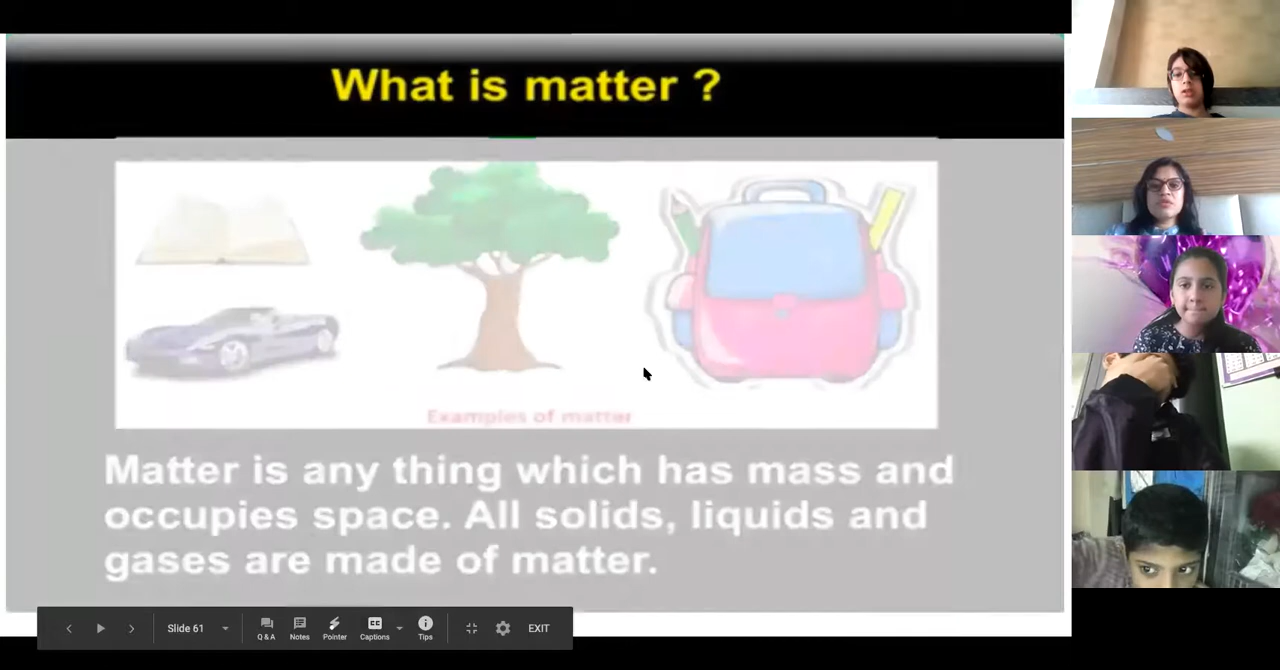 What is matter ?
Examples of matter
Matter is any thing which has mass and
occupies space. All solids, liquids and
gases are made of matter.
Slide 61
Q & A
Notes
Pointer
CC
Captions
Tips
EXIT